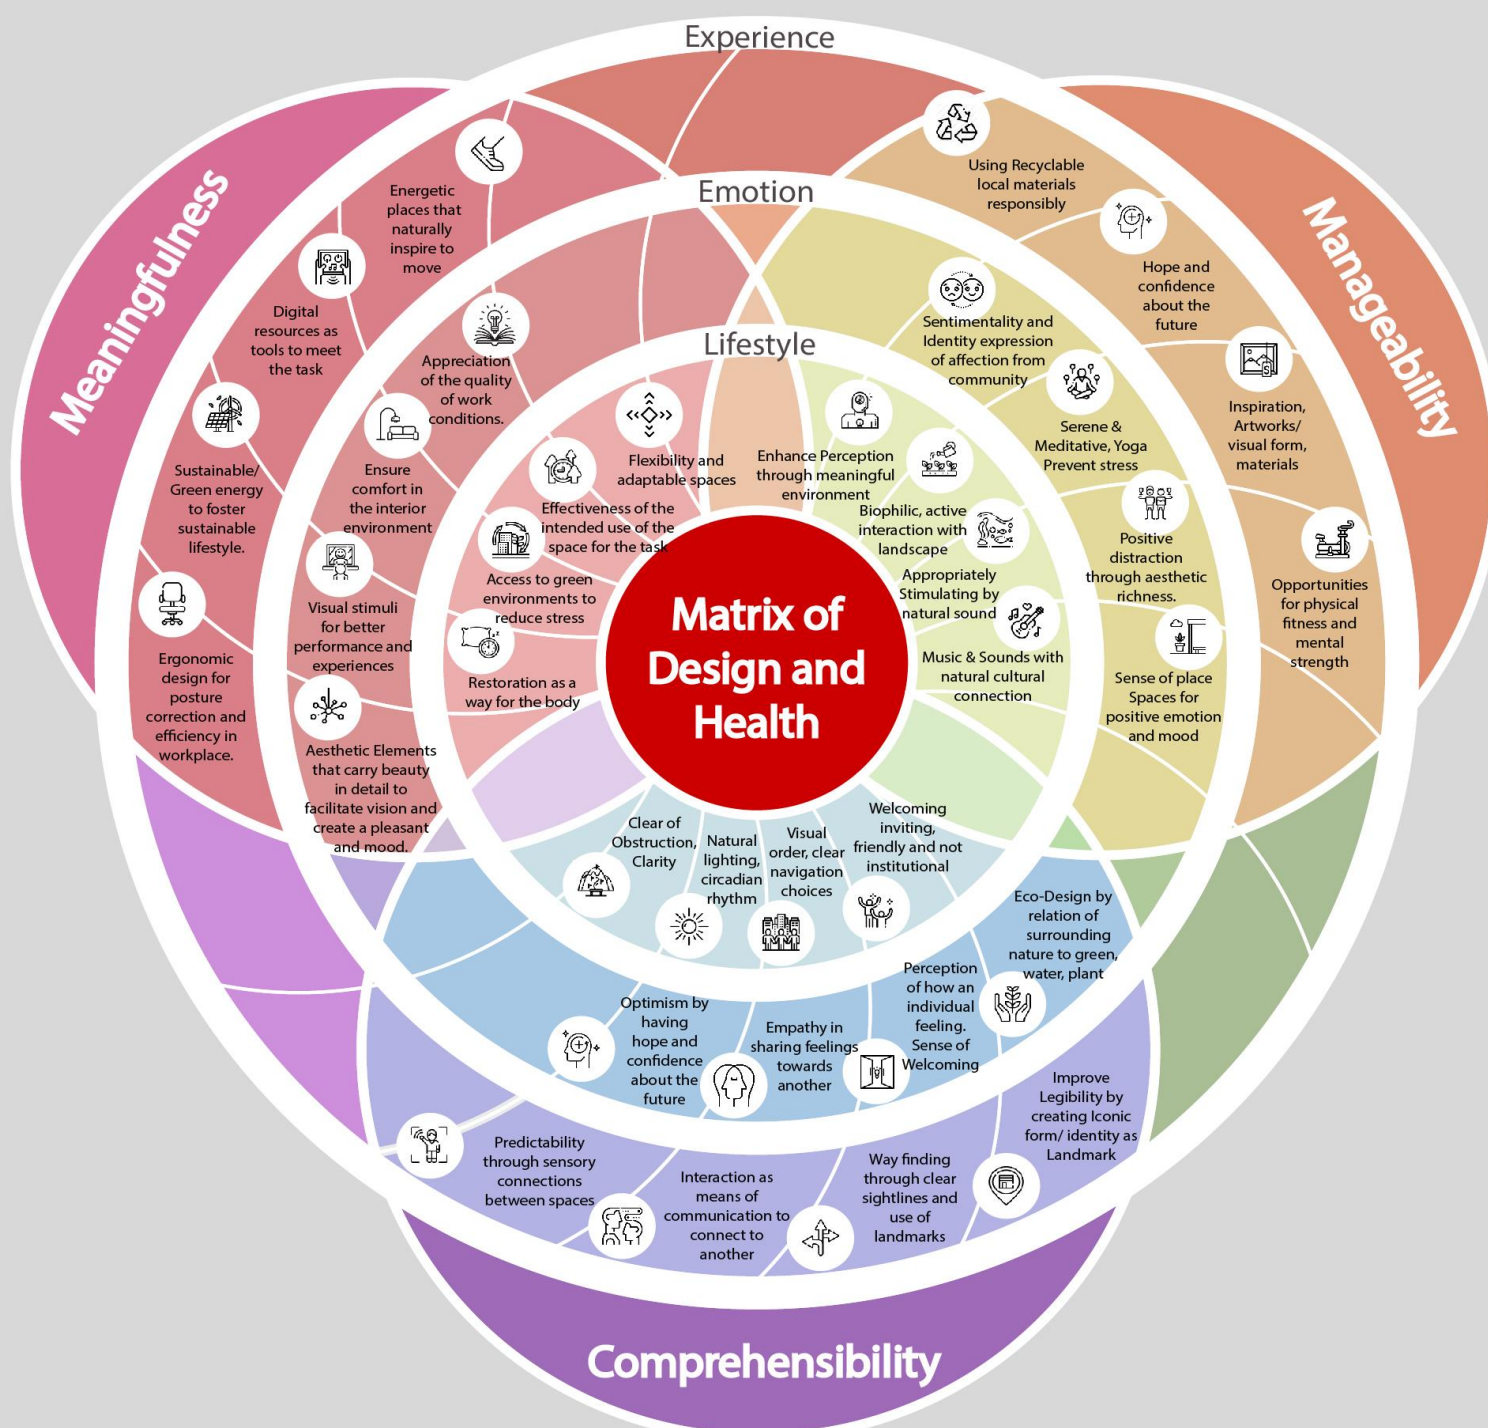 Experience
Emotion
Lifestyle
Meaningfulness
Manageability
Comprehensibility
Matrix of
Design and
Health
Energetic
places that
naturally
inspire to
move
Digital
resources as
tools to meet
the task
Sustainable/
Green energy
to foster
sustainable
lifestyle.
Ergonomic
design for
posture
correction and
efficiency in
workplace.
Appreciation
of the quality
of work
conditions.
Ensure
comfort in
the interior
environment
Visual stimuli
for better
performance and
experiences
Aesthetic Elements
that carry beauty
in detail to
facilitate vision and
create a pleasant
and mood.
Flexibility and
adaptable spaces
Effectiveness of the
intended use of the
space for the task
Access to green
environments to
reduce stress
Restoration as a
way for the body
Using Recyclable
local materials
responsibly
Hope and
confidence
about the
future
Inspiration,
Artworks/
visual form,
materials
Opportunities
for physical
fitness and
mental
strength
Sentimentality and
Identity expression
of affection from
community
Serene &
Meditative, Yoga
Prevent stress
Positive
distraction
through aesthetic
richness.
Sense of place
Spaces for
positive emotion
and mood
Enhance Perception
through meaningful
environment
Biophilic, active
interaction with
landscape
Appropriately
Stimulating by
natural sound
Music & Sounds with
natural cultural
connection
Clear of
Obstruction,
Clarity
Natural
lighting,
circadian
rhythm
Visual
order, clear
navigation
choices
Welcoming
inviting,
friendly and not
institutional
Optimism by
having
hope and
confidence
about the
future
Empathy in
sharing feelings
towards
another
Perception
of how an
individual
feeling.
Sense of
Welcoming
Eco-Design by
relation of
surrounding
nature to green,
water, plant
Predictability
through sensory
connections
between spaces
Interaction as
means of
communication to
connect to
another
Way finding
through clear
sightlines and
use of
landmarks
Improve
Legibility by
creating Iconic
form/ identity as
Landmark